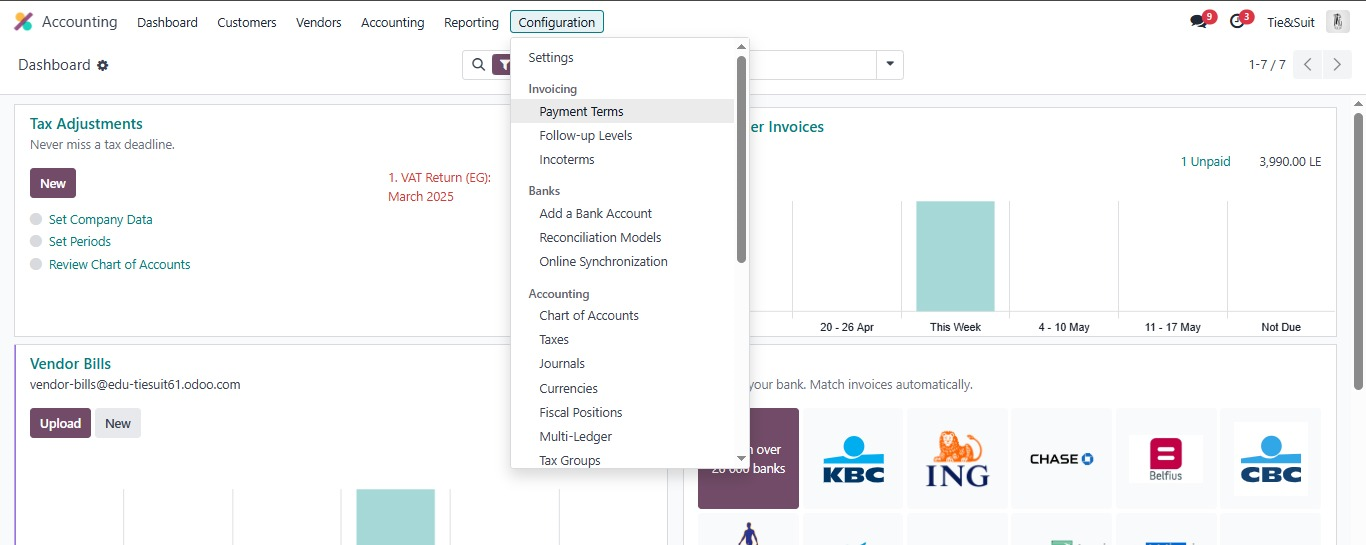 Accounting Dashboard Customers Vendors Accounting Reporting Configuration 9 3 Tie&Suit
Dashboard 1-7 / 7
Settings
Invoicing
Payment Terms
Follow-up Levels
Incoterms
Banks
Add a Bank Account
Reconciliation Models
Online Synchronization
Accounting
Chart of Accounts
Taxes
Journals
Currencies
Fiscal Positions
Multi-Ledger
Tax Groups
Tax Adjustments
Never miss a tax deadline.
New
1. VAT Return (EG):
March 2025
Set Company Data
Set Periods
Review Chart of Accounts
er Invoices
1 Unpaid 3,990.00 LE
20 - 26 Apr This Week 4 - 10 May 11 - 17 May Not Due
Vendor Bills
vendor-bills@edu-tiesuit61.odoo.com
Upload New
your bank. Match invoices automatically.
over
banks
KBC
ING
CHASE
Belfius
CBC